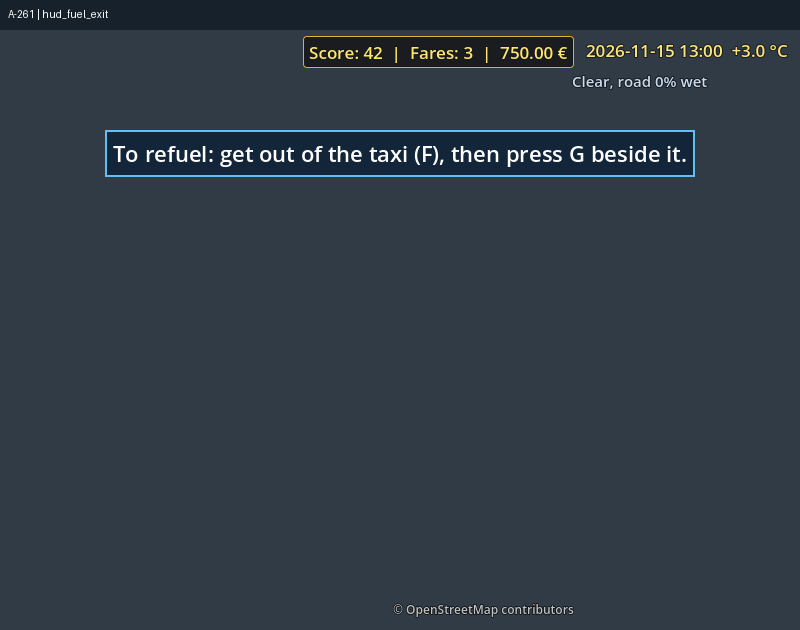 A-261 | hud_fuel_exit
Score: 42 | Fares: 3 | 750.00 €
2026-11-15 13:00 +3.0 °C
Clear, road 0% wet
To refuel: get out of the taxi (F), then press G beside it.
© OpenStreetMap contributors